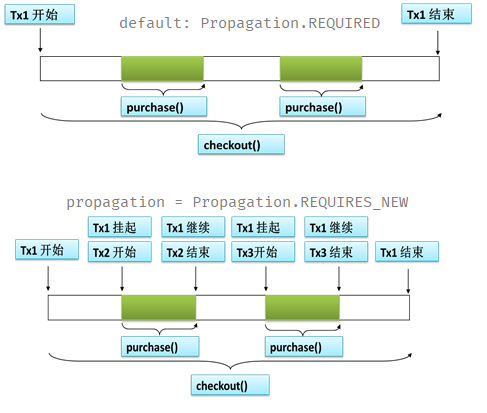 default: Propagation.REQUIRED
Tx1 开始
Tx1 结束
purchase()
purchase()
checkout()
propagation = Propagation.REQUIRES_NEW
Tx1 挂起
Tx1 继续
Tx1 挂起
Tx1 继续
Tx1 开始
Tx2 开始
Tx2 结束
Tx3开始
Tx3 结束
Tx1 结束
purchase()
purchase()
checkout()